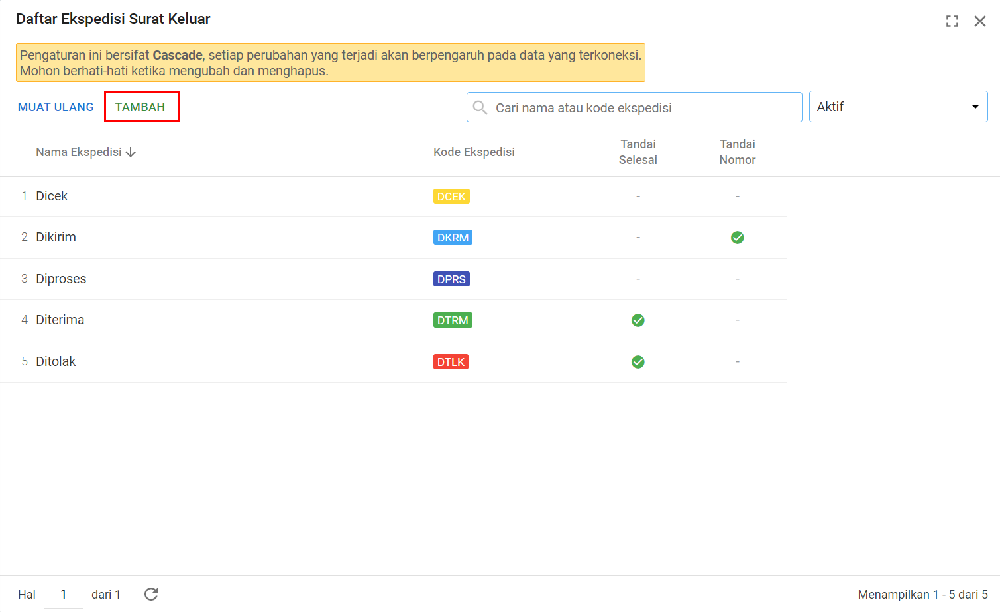 Daftar Ekspedisi Surat Keluar
Pengaturan ini bersifat Cascade, setiap perubahan yang terjadi akan berpengaruh pada data yang terkoneksi.
Mohon berhati-hati ketika mengubah dan menghapus.
MUAT ULANG TAMBAH Cari nama atau kode ekspedisi Aktif
Nama Ekspedisi Kode Ekspedisi Tandai Selesai Tandai Nomor
1 Dicek DCEK - -
2 Dikirim DKRM -
3 Diproses DPRS - -
4 Diterima DTRM -
5 Ditolak DTLK -
Hal 1 dari 1 Menampilkan 1 - 5 dari 5